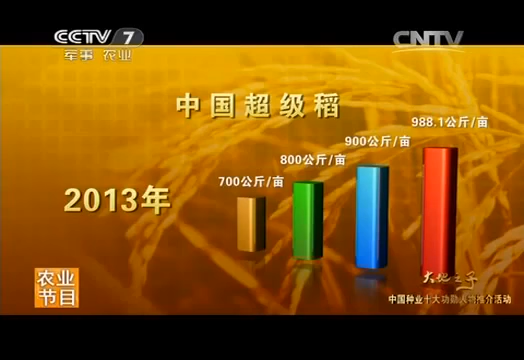 CCTV 7
军事 农业
CNTV
中国超级稻
988.1公斤/亩
900公斤/亩
800公斤/亩
700公斤/亩
2013年
大地之子
农业
节目
中国种业十大功勋人物推介活动